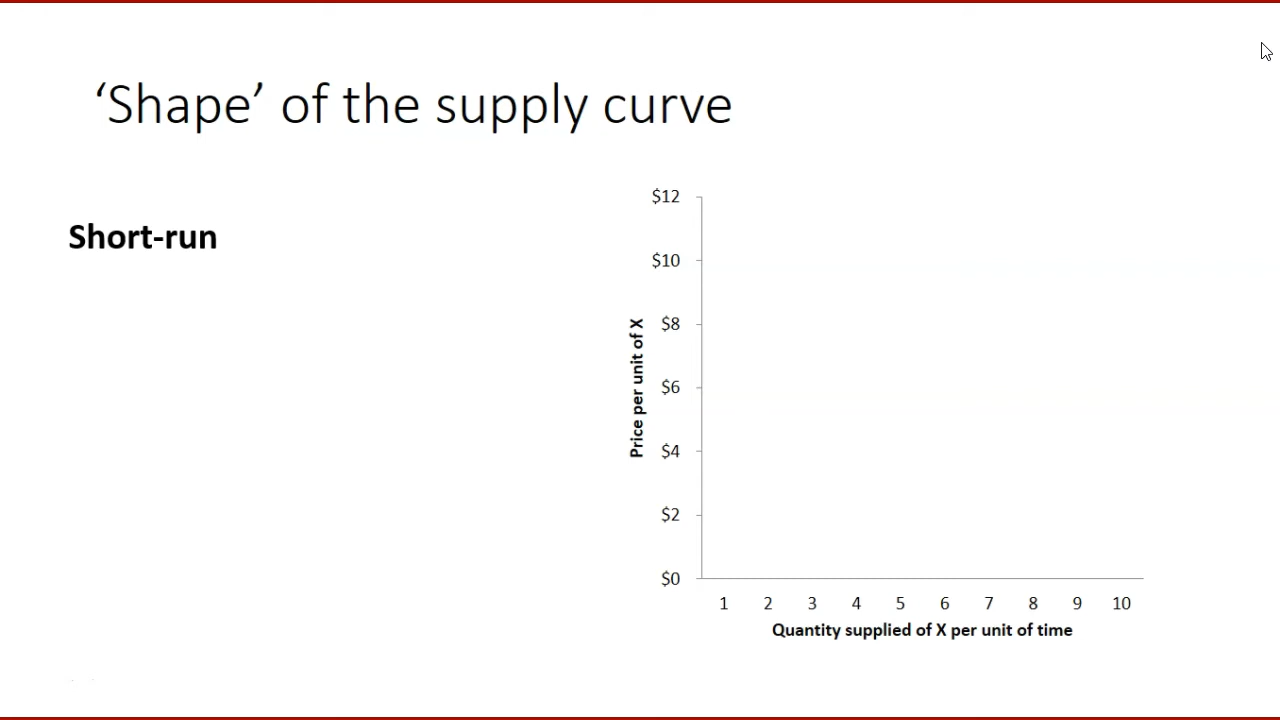 ‘Shape’ of the supply curve
Short-run
$12
$10
$8
$6
$4
$2
$0
Price per unit of X
1 2 3 4 5 6 7 8 9 10
Quantity supplied of X per unit of time